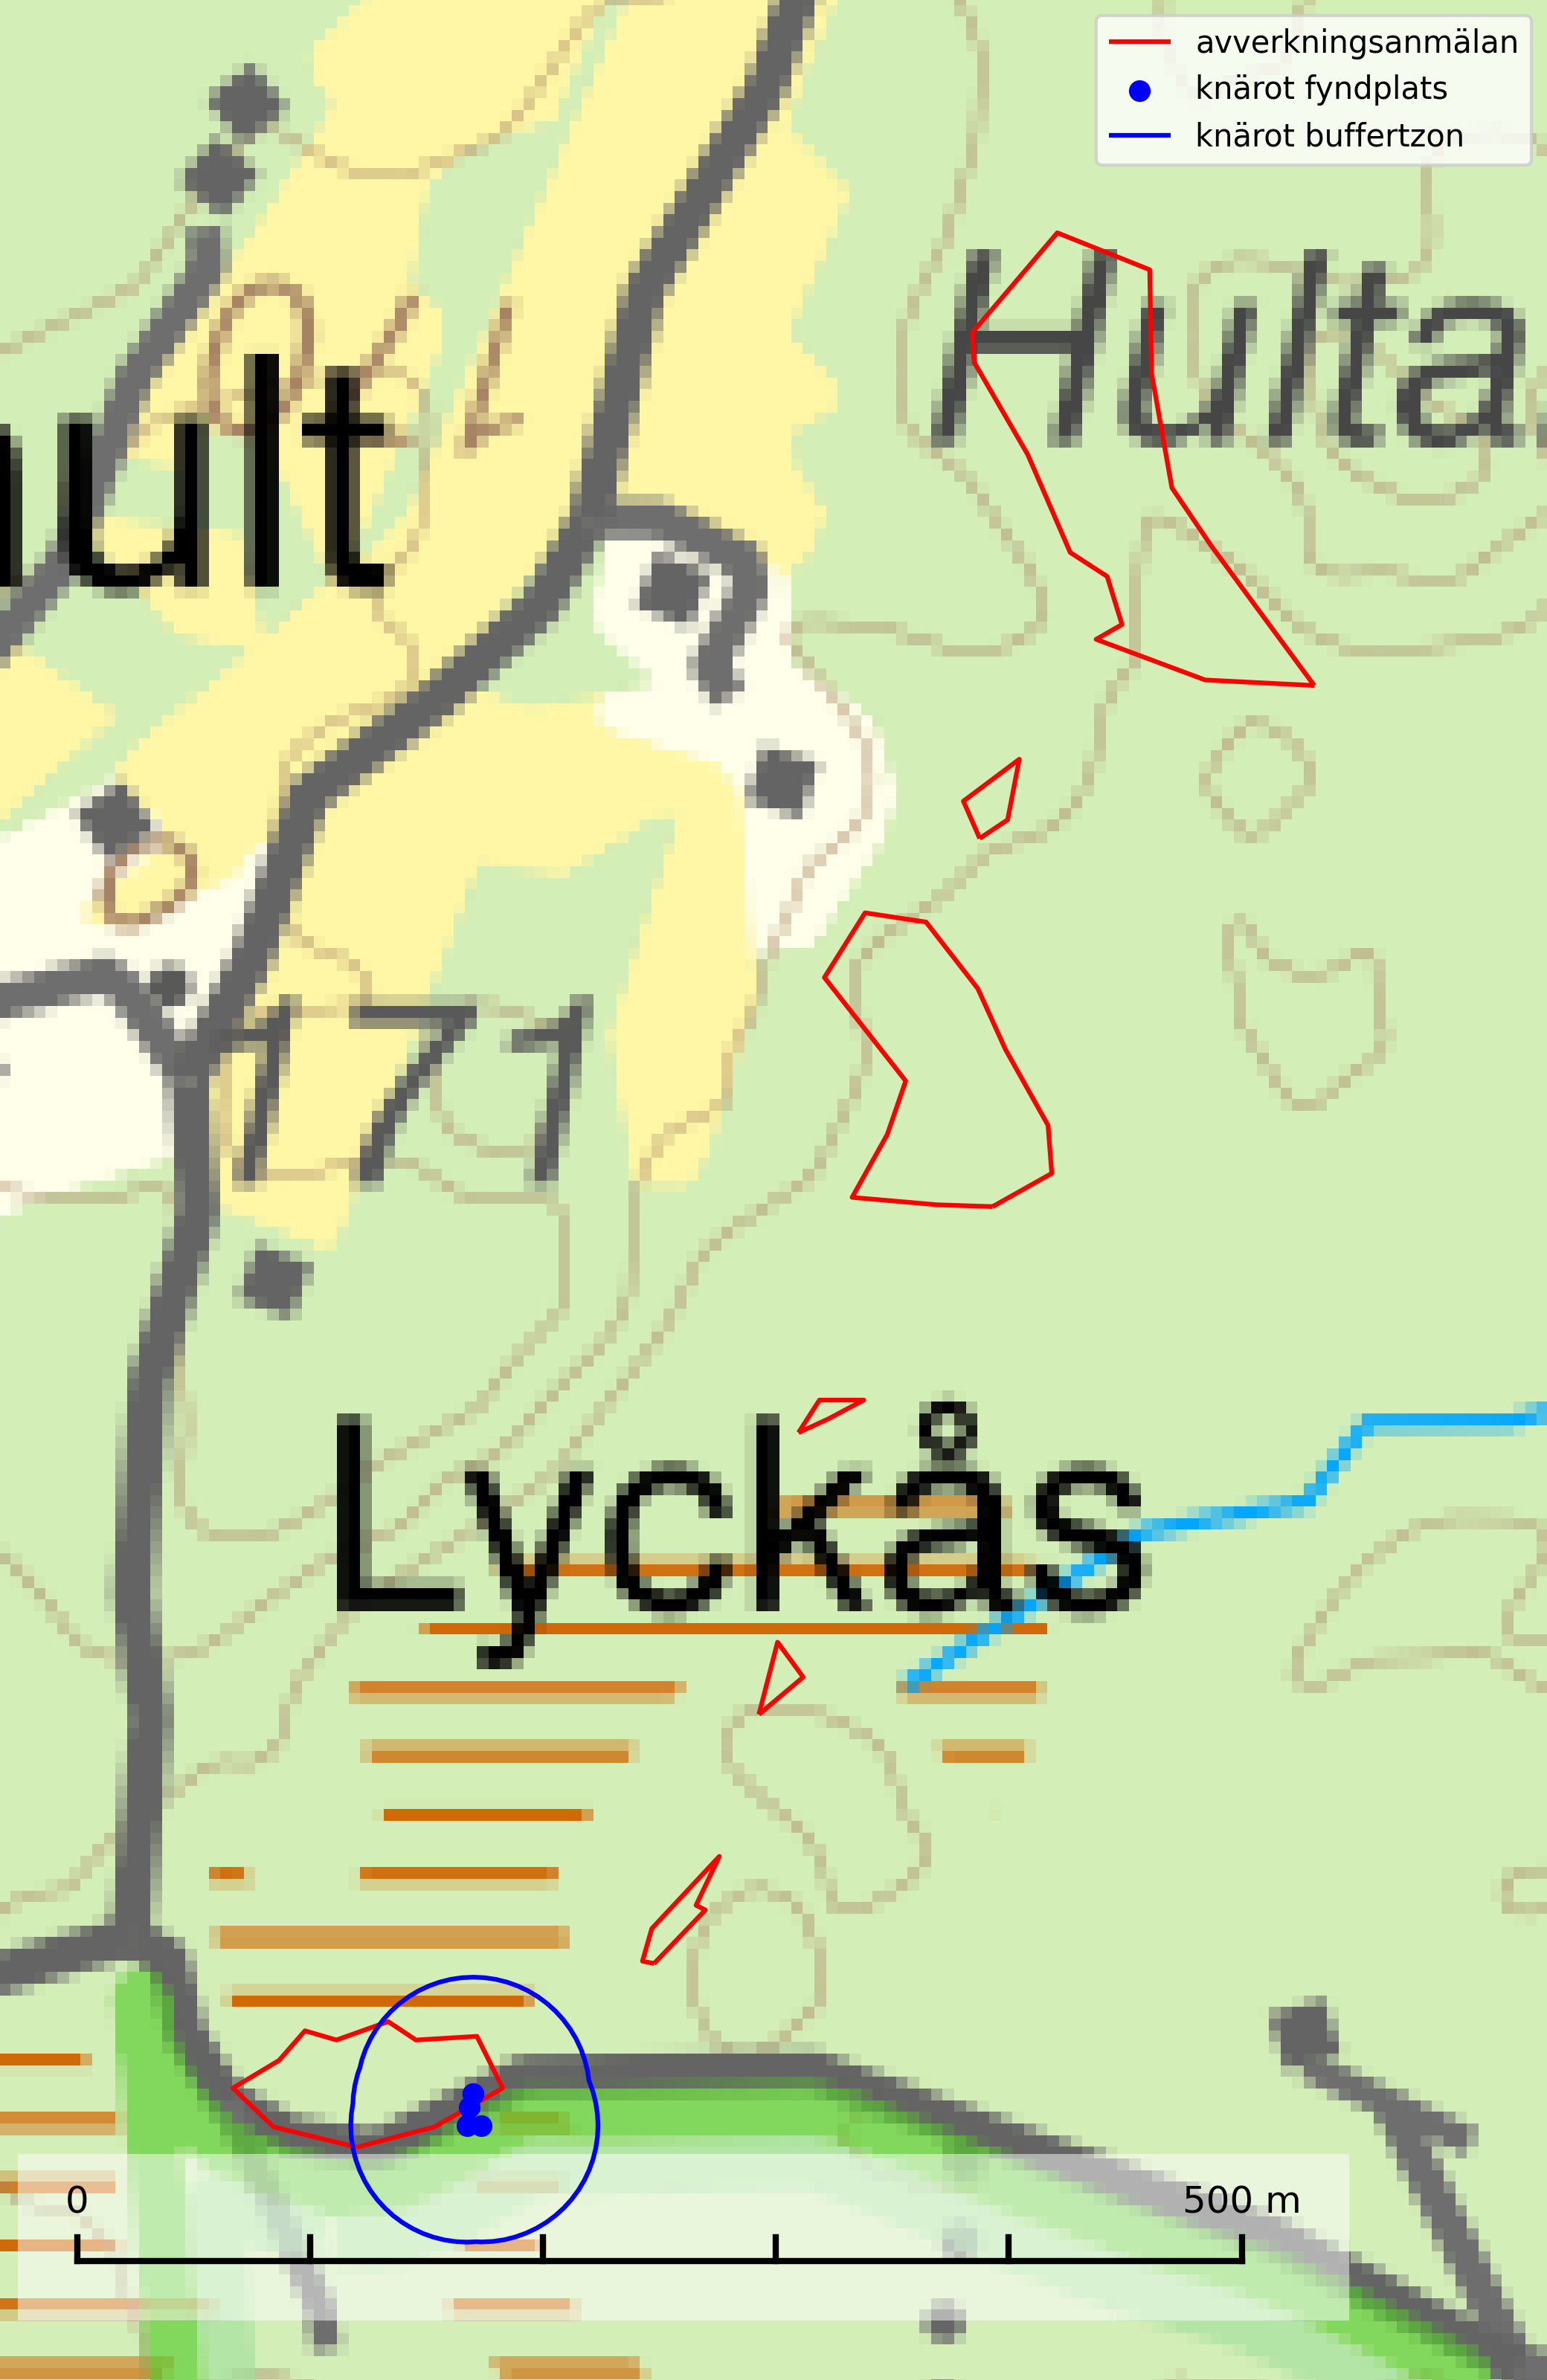 avverkningsanmälan
knärot fyndplats
knärot buffertzon
Hulta
ult
171
Lyckås
0 500 m